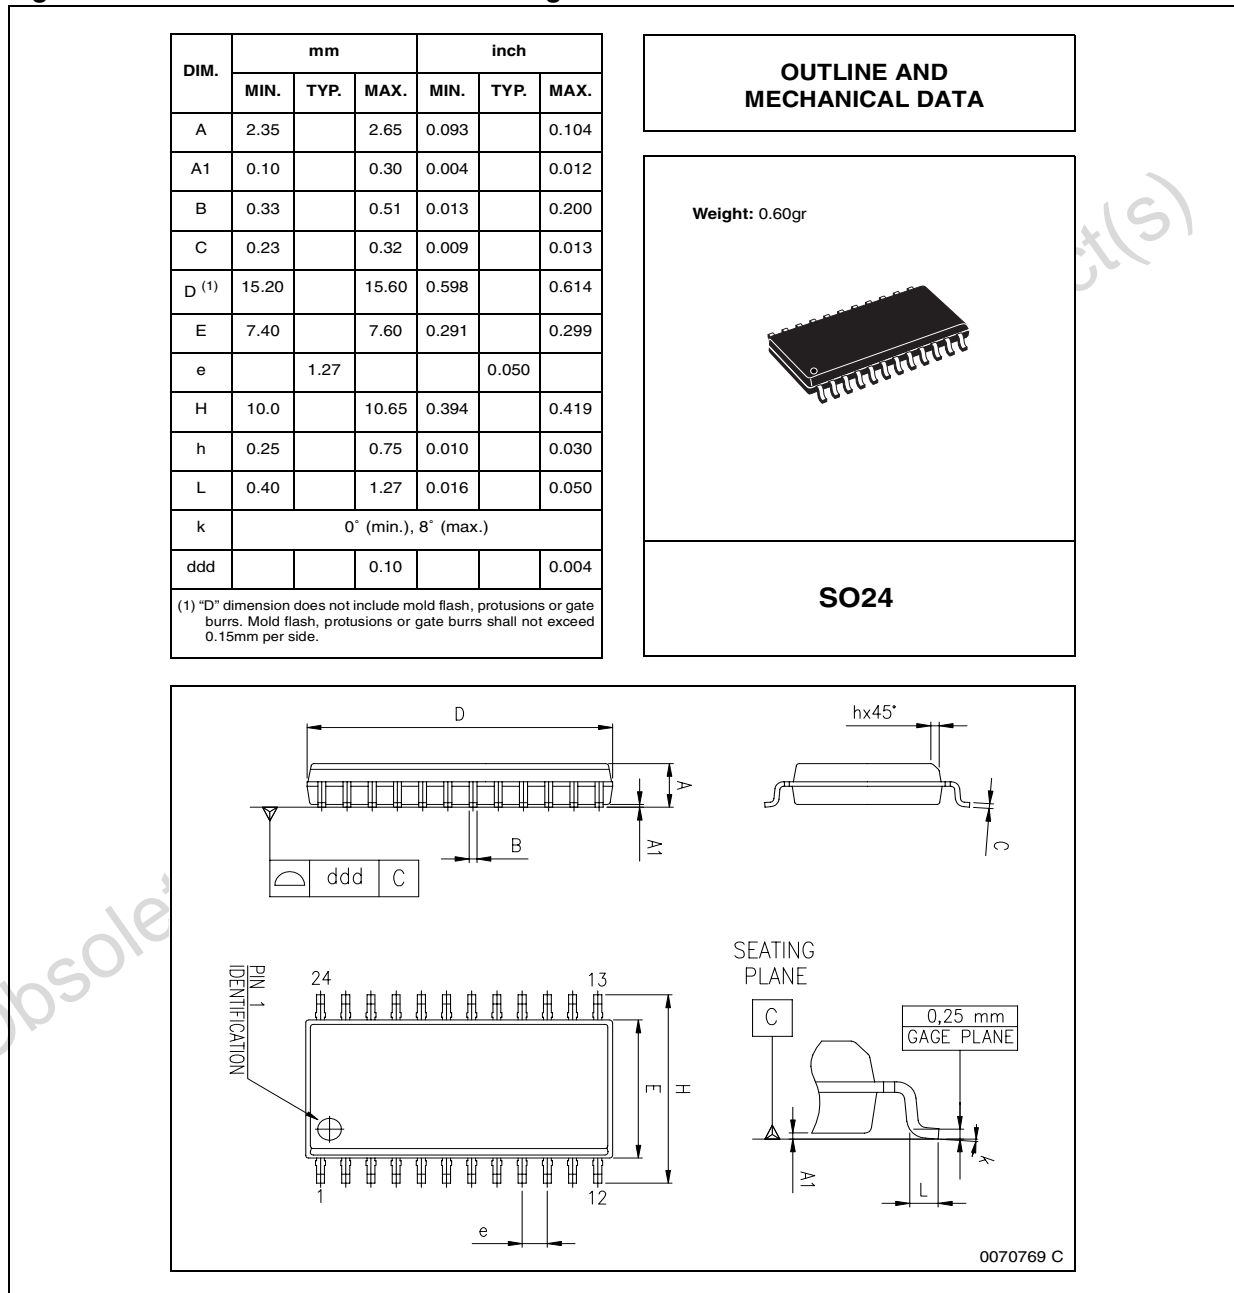 DIM. mm inch
MIN. TYP. MAX. MIN. TYP. MAX.
A 2.35 2.65 0.093 0.104
A1 0.10 0.30 0.004 0.012
B 0.33 0.51 0.013 0.200
C 0.23 0.32 0.009 0.013
D (1) 15.20 15.60 0.598 0.614
E 7.40 7.60 0.291 0.299
e 1.27 0.050
H 10.0 10.65 0.394 0.419
h 0.25 0.75 0.010 0.030
L 0.40 1.27 0.016 0.050
k 0˚ (min.), 8˚ (max.)
ddd 0.10 0.004
(1) “D” dimension does not include mold flash, protusions or gate
burrs. Mold flash, protusions or gate burrs shall not exceed
0.15mm per side.
OUTLINE AND
MECHANICAL DATA
Weight: 0.60gr
SO24
D
hx45°
A
B
A1
C
ddd C
SEATING
PLANE
PIN 1
IDENTIFICATION
24
13
C
0,25 mm
GAGE PLANE
E
H
k
A1
L
1
12
e
0070769 C